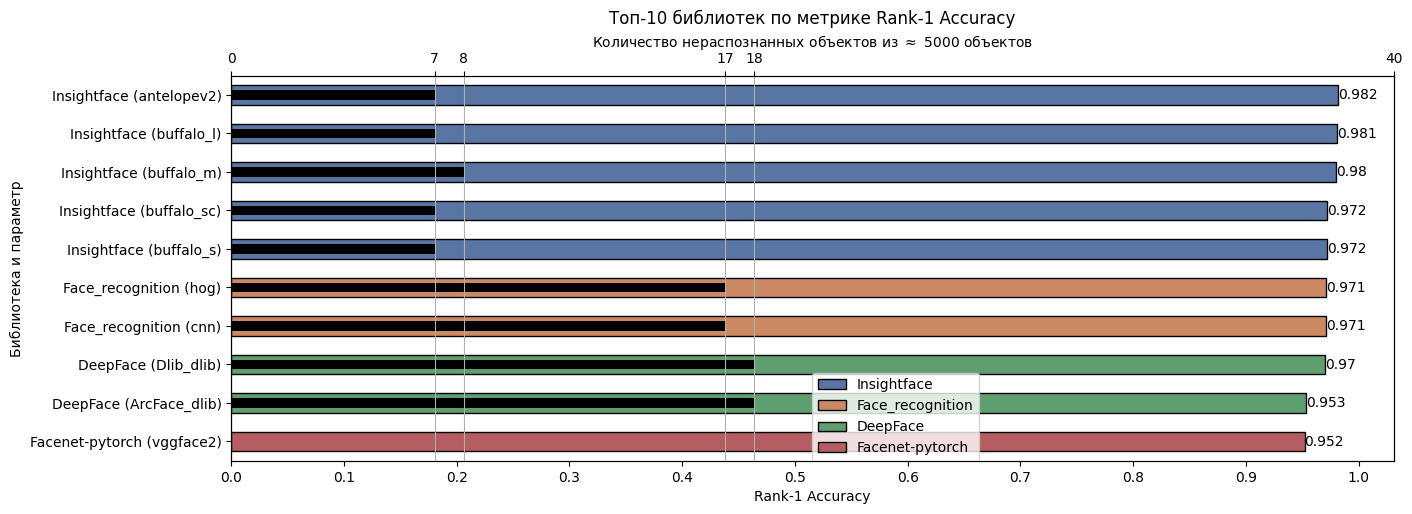 Топ-10 библиотек по метрике Rank-1 Accuracy
Количество нераспознанных объектов из ≈ 5000 объектов
0 7 8 17 18 40
Библиотека и параметр
Insightface (antelopev2) 0.982
Insightface (buffalo_l) 0.981
Insightface (buffalo_m) 0.98
Insightface (buffalo_sc) 0.972
Insightface (buffalo_s) 0.972
Face_recognition (hog) 0.971
Face_recognition (cnn) 0.971
DeepFace (Dlib_dlib) 0.97
DeepFace (ArcFace_dlib) 0.953
Facenet-pytorch (vggface2) 0.952
Insightface
Face_recognition
DeepFace
Facenet-pytorch
0.0 0.1 0.2 0.3 0.4 0.5 0.6 0.7 0.8 0.9 1.0
Rank-1 Accuracy